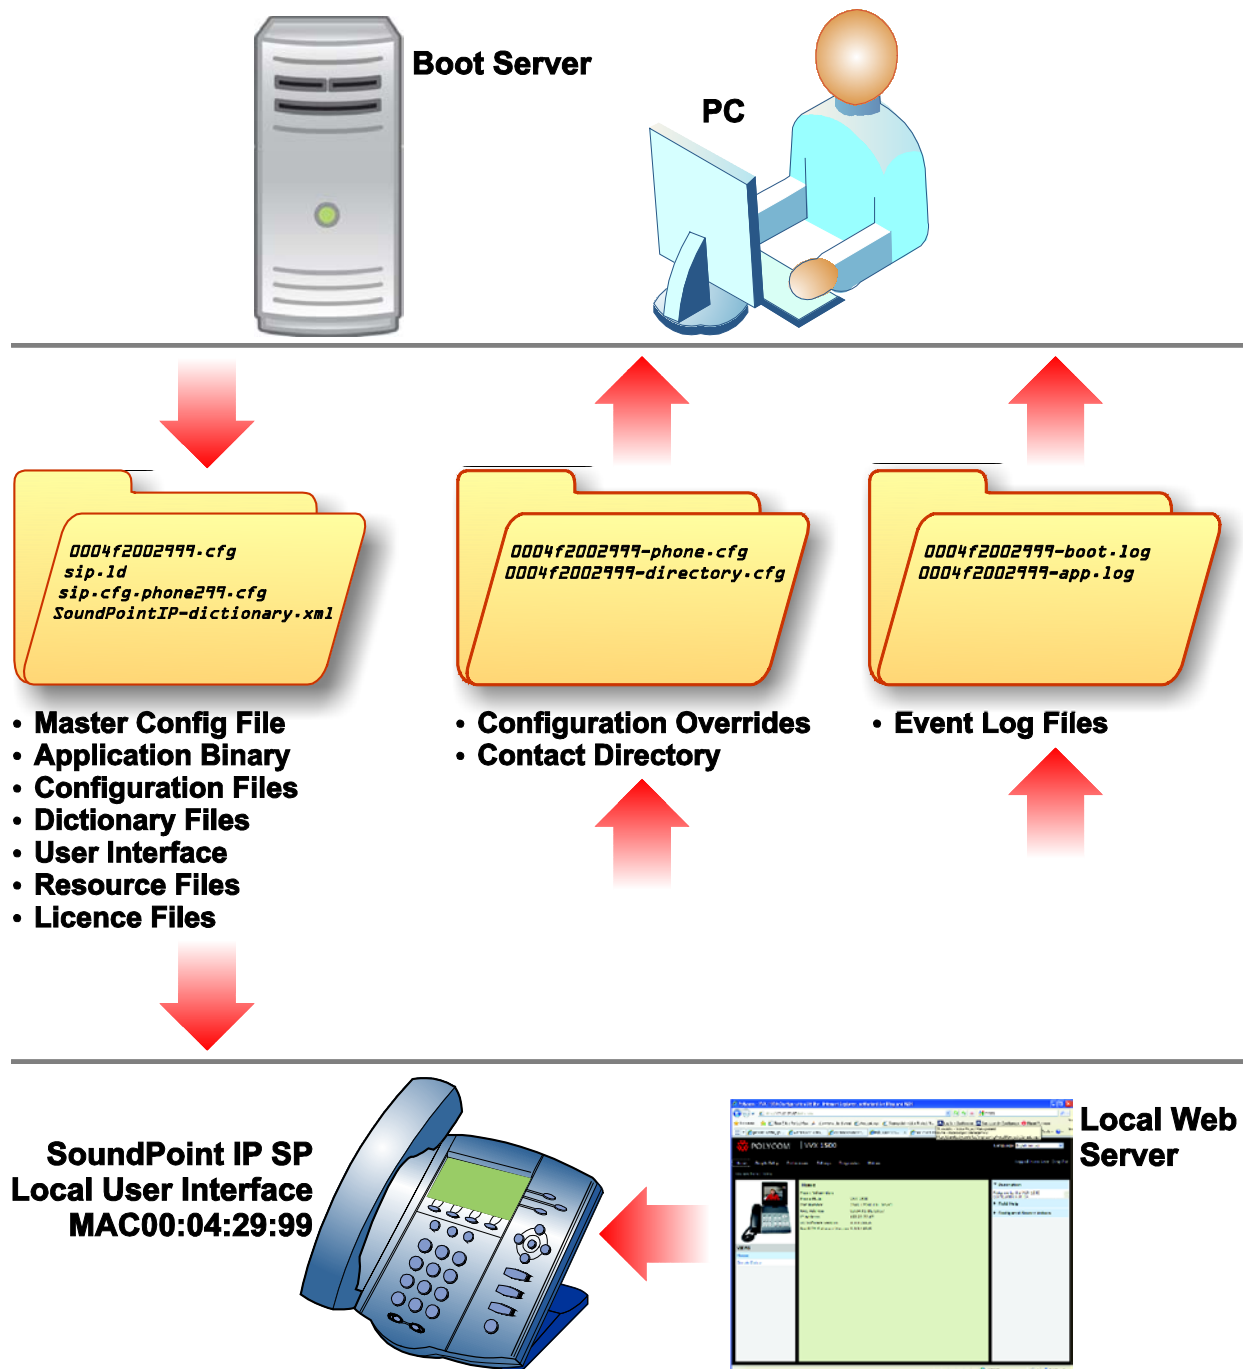 Boot Server
PC
0004f2002999.cfg
sip.ld
sip.cfg.phone299.cfg
SoundPointIP-dictionary.xml
0004f2002999-phone.cfg
0004f2002999-directory.cfg
0004f2002999-boot.log
0004f2002999-app.log
• Master Config File
• Application Binary
• Configuration Files
• Dictionary Files
• User Interface
• Resource Files
• Licence Files
• Configuration Overrides
• Contact Directory
• Event Log Files
SoundPoint IP SP
Local User Interface
MAC00:04:29:99
Local Web
Server
POLYCOM | VVX 1500